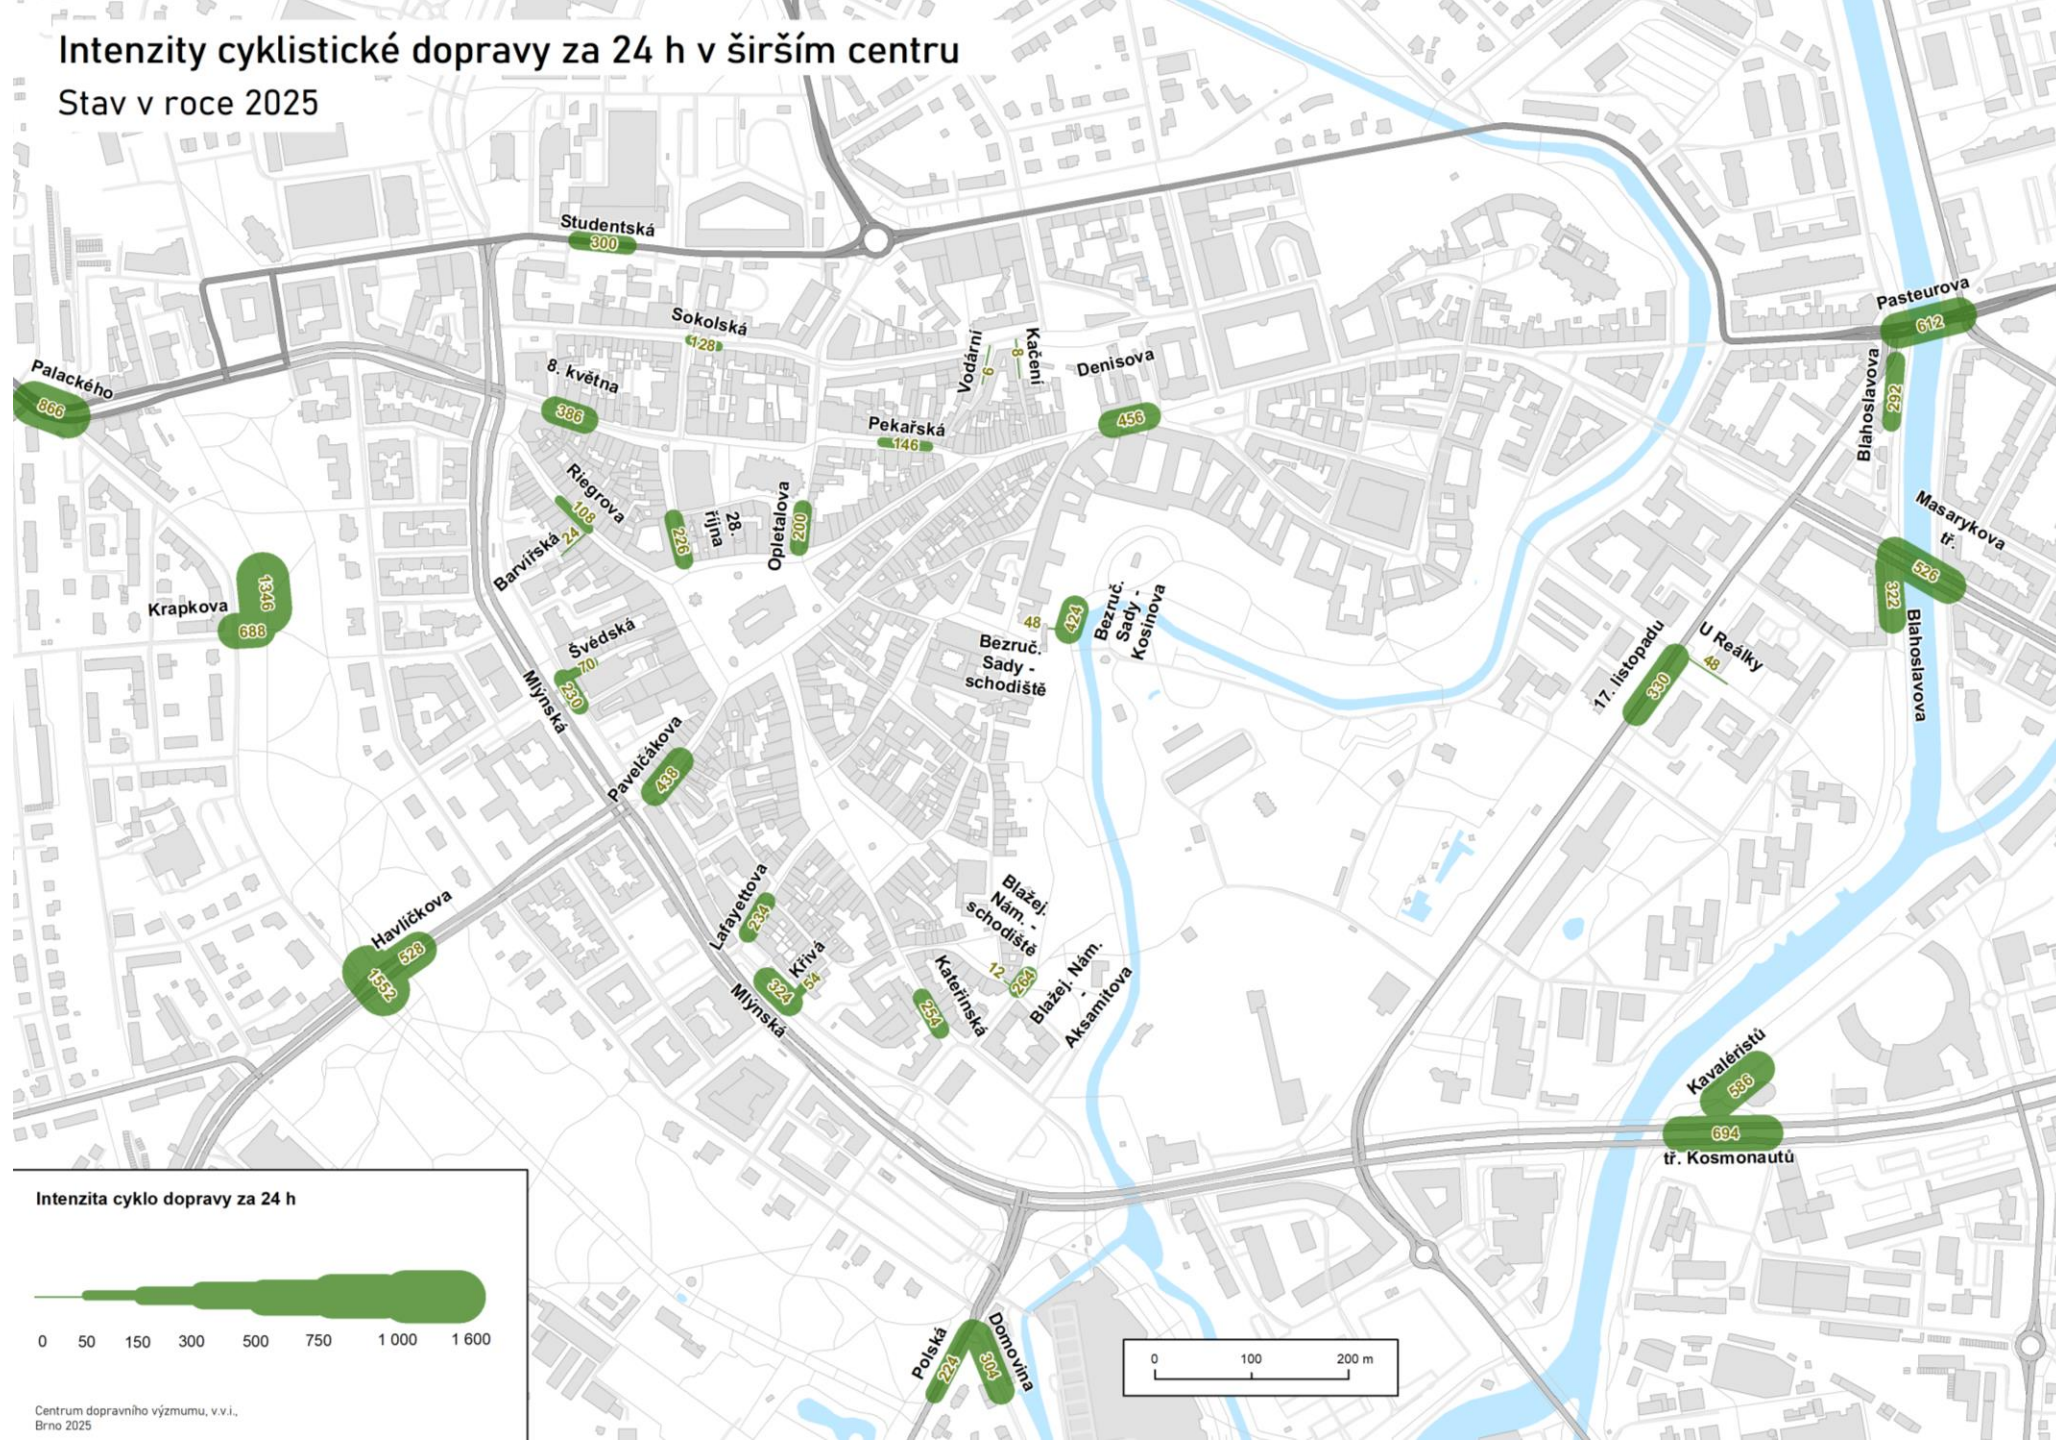 Intenzity cyklistické dopravy za 24 h v širším centru
Stav v roce 2025
Studentská
300
Sokolská
128
Palackého
866
8. května
386
Vodární
6
Kačení
8
Denisova
456
Pekařská
146
Pasteurova
612
Blahoslavova
292
Riegrova
108
Barvířská
24
28.
října
226
Opletalova
200
Masarykova
tř.
526
322
Blahoslavova
Krapkova
1346
688
Švédská
70
230
Mlýnská
48
424
Bezruč.
Sady -
Kosinova
Bezruč.
Sady -
schodiště
17. listopadu
330
U Reálky
48
Pavelčákova
438
Havlíčkova
528
1552
Lafayettova
234
Křivá
324
54
Mlýnská
Kateřinská
254
Blažej.
Nám. -
schodiště
12
264
Blažej. Nám.
-
Aksamitova
Kavaléristů
586
694
tř. Kosmonautů
Polská
224
Domovina
304
Intenzita cyklo dopravy za 24 h
0 50 150 300 500 750 1 000 1 600
Centrum dopravního výzmumu, v.v.i.,
Brno 2025
0 100 200 m